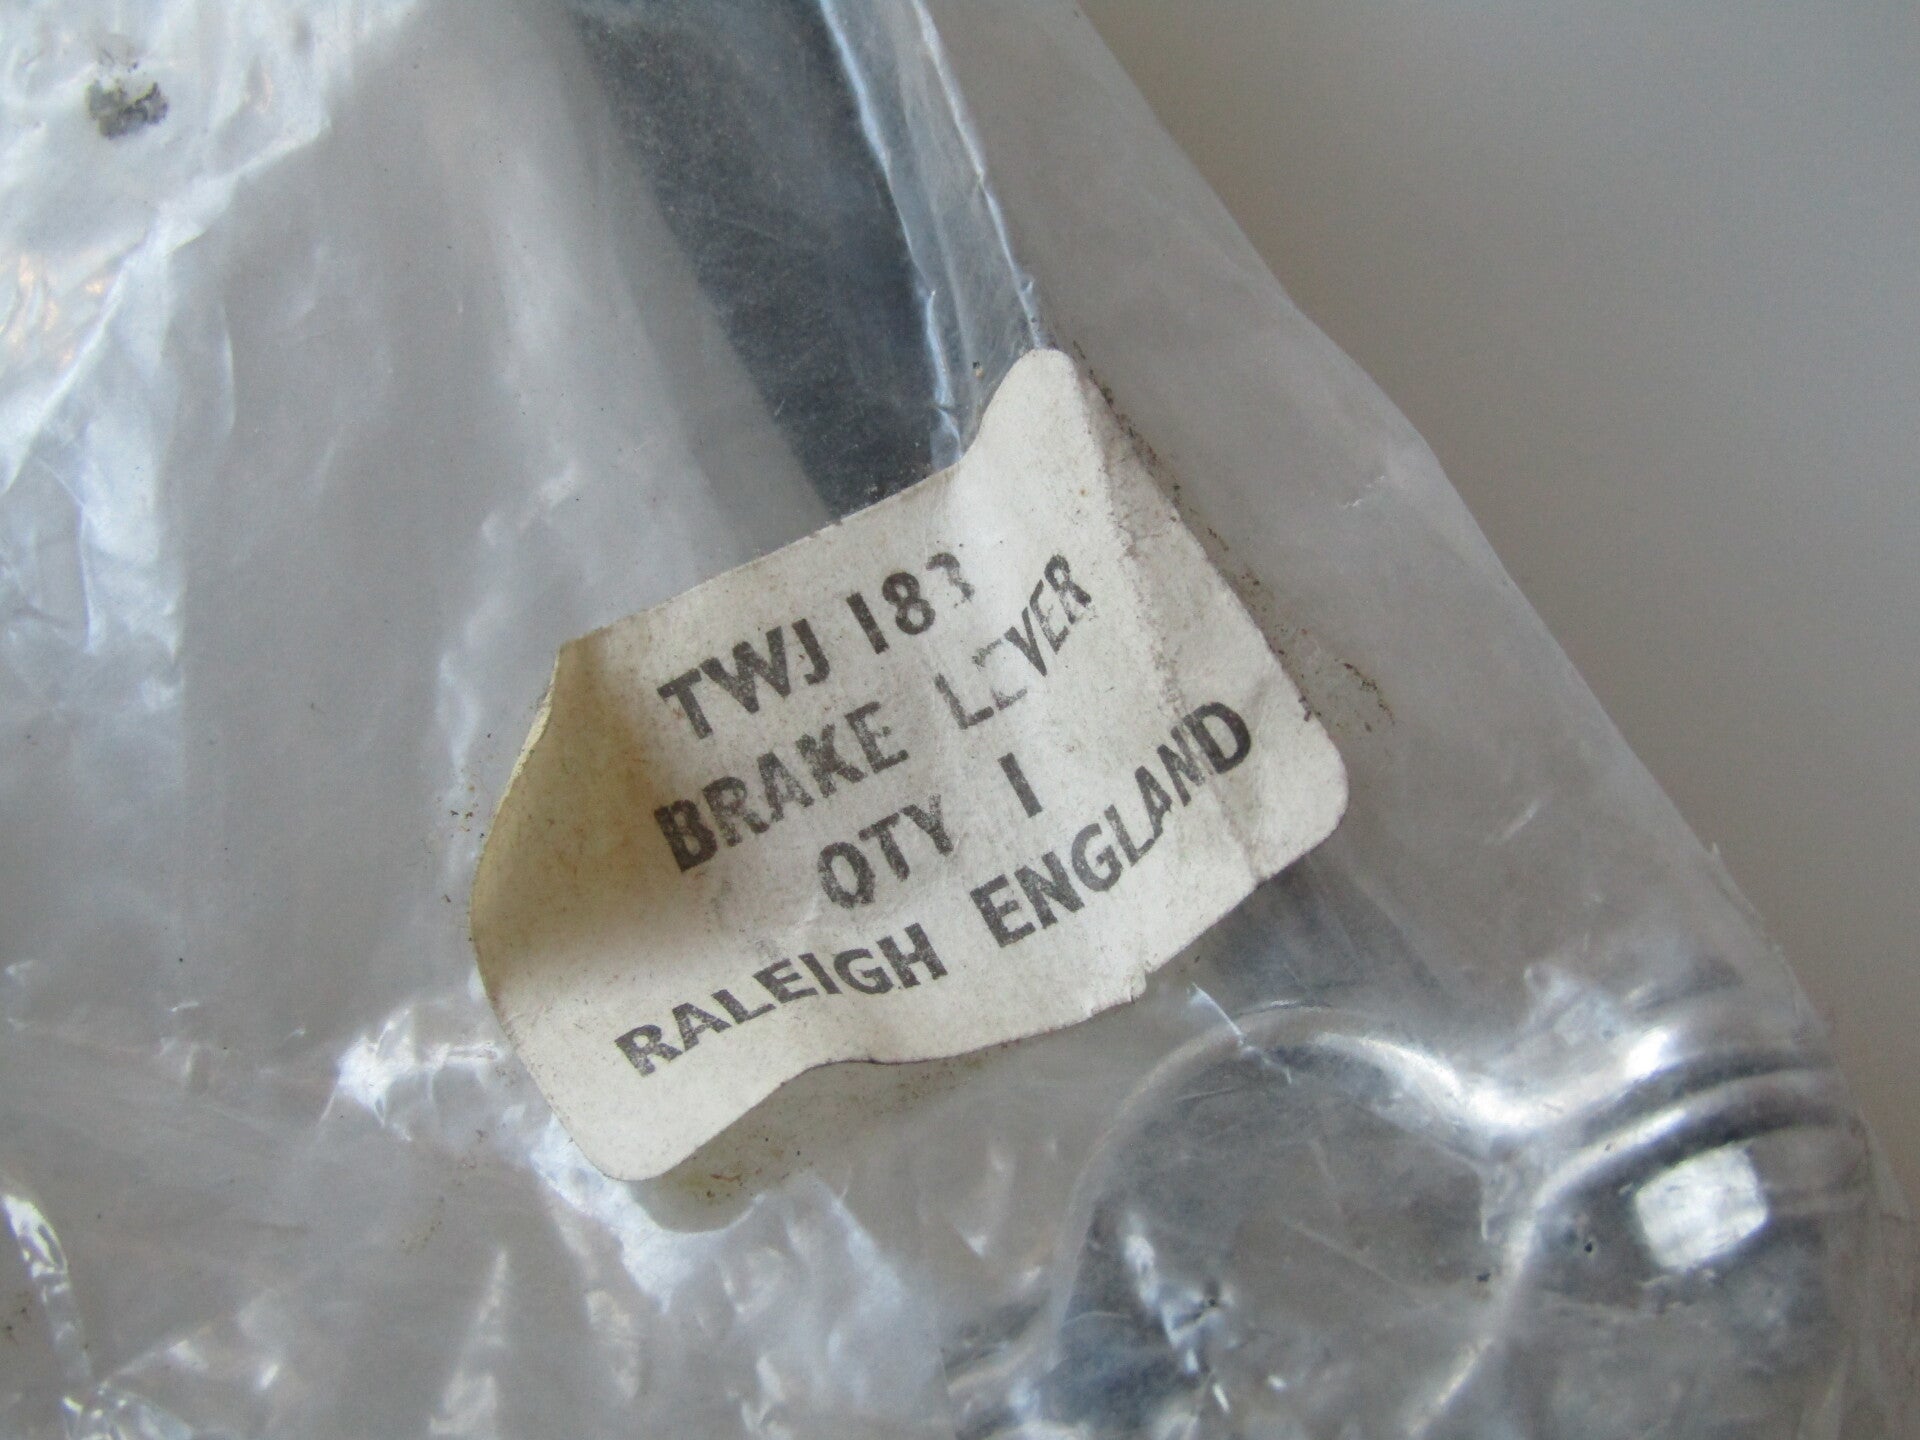 TWJ 183
BRAKE LEVER
QTY 1
RALEIGH ENGLAND